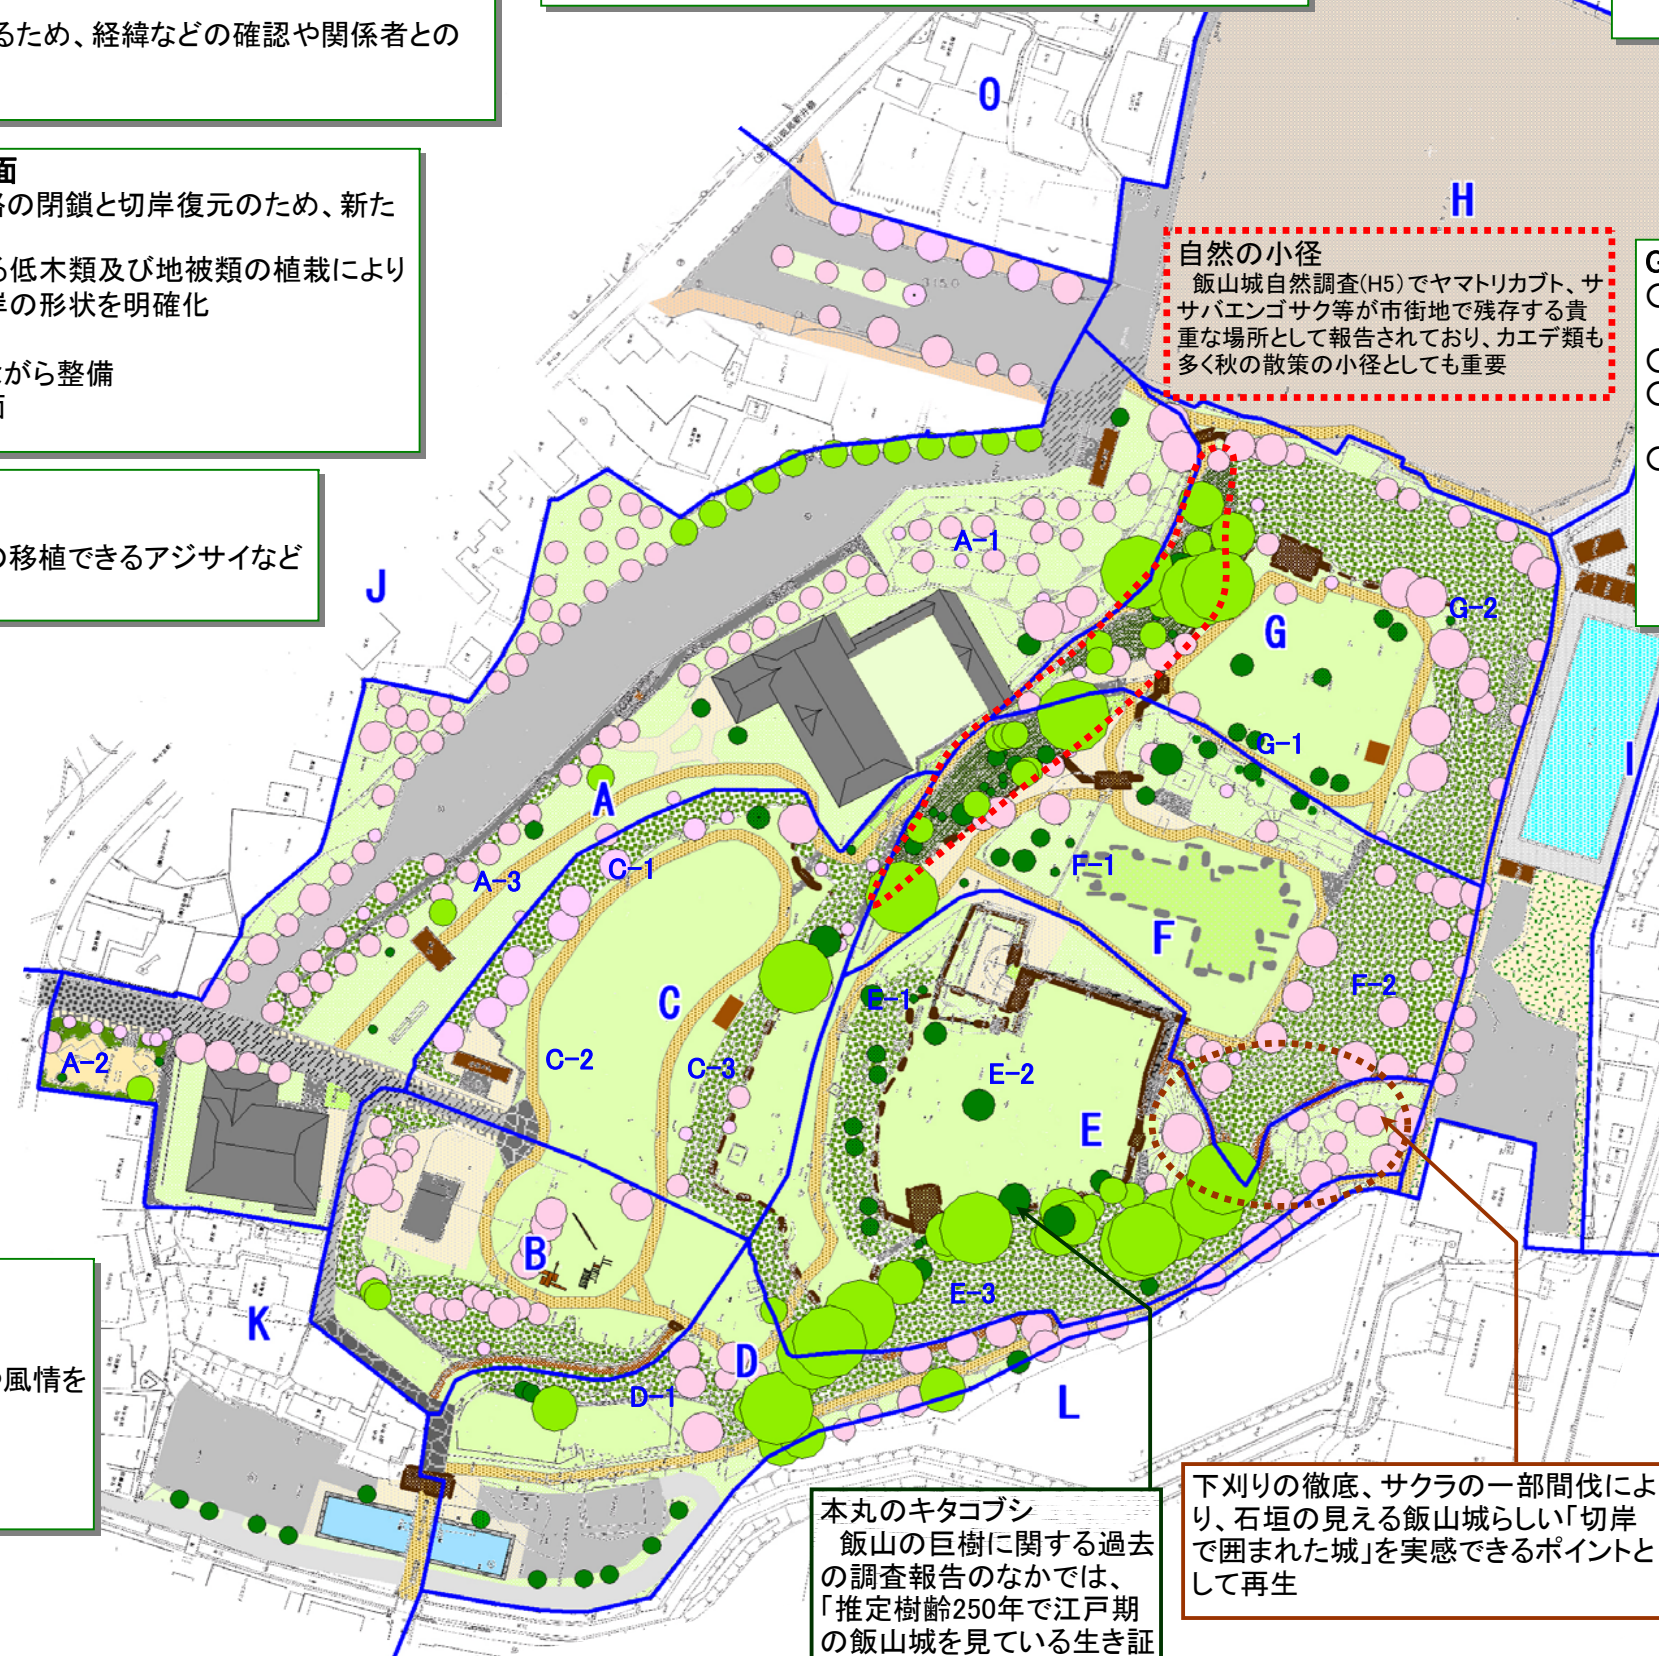 るため、経緯などの確認や関係者との
面
路の閉鎖と切岸復元のため、新た
る低木類及び地被類の植栽により
岸の形状を明確化
ながら整備
面
の移植できるアジサイなど
の風情を
自然の小径
飯山城自然調査(H5)でヤマトリカブト、サ
サバエンゴサク等が市街地で残存する貴
重な場所として報告されており、カエデ類も
多く秋の散策の小径としても重要
G
○
○
○
○
O
H
J
A-1
G-2
G
G-1
I
A
C-1
A-3
F-1
F
C
E-1
F-2
A-2
C-2
C-3
E-2
E
B
K
E-3
D
D-1
L
本丸のキタコブシ
飯山の巨樹に関する過去
の調査報告のなかでは、
「推定樹齢250年で江戸期
の飯山城を見ている生き証
下刈りの徹底、サクラの一部間伐によ
り、石垣の見える飯山城らしい「切岸
で囲まれた城」を実感できるポイントと
して再生